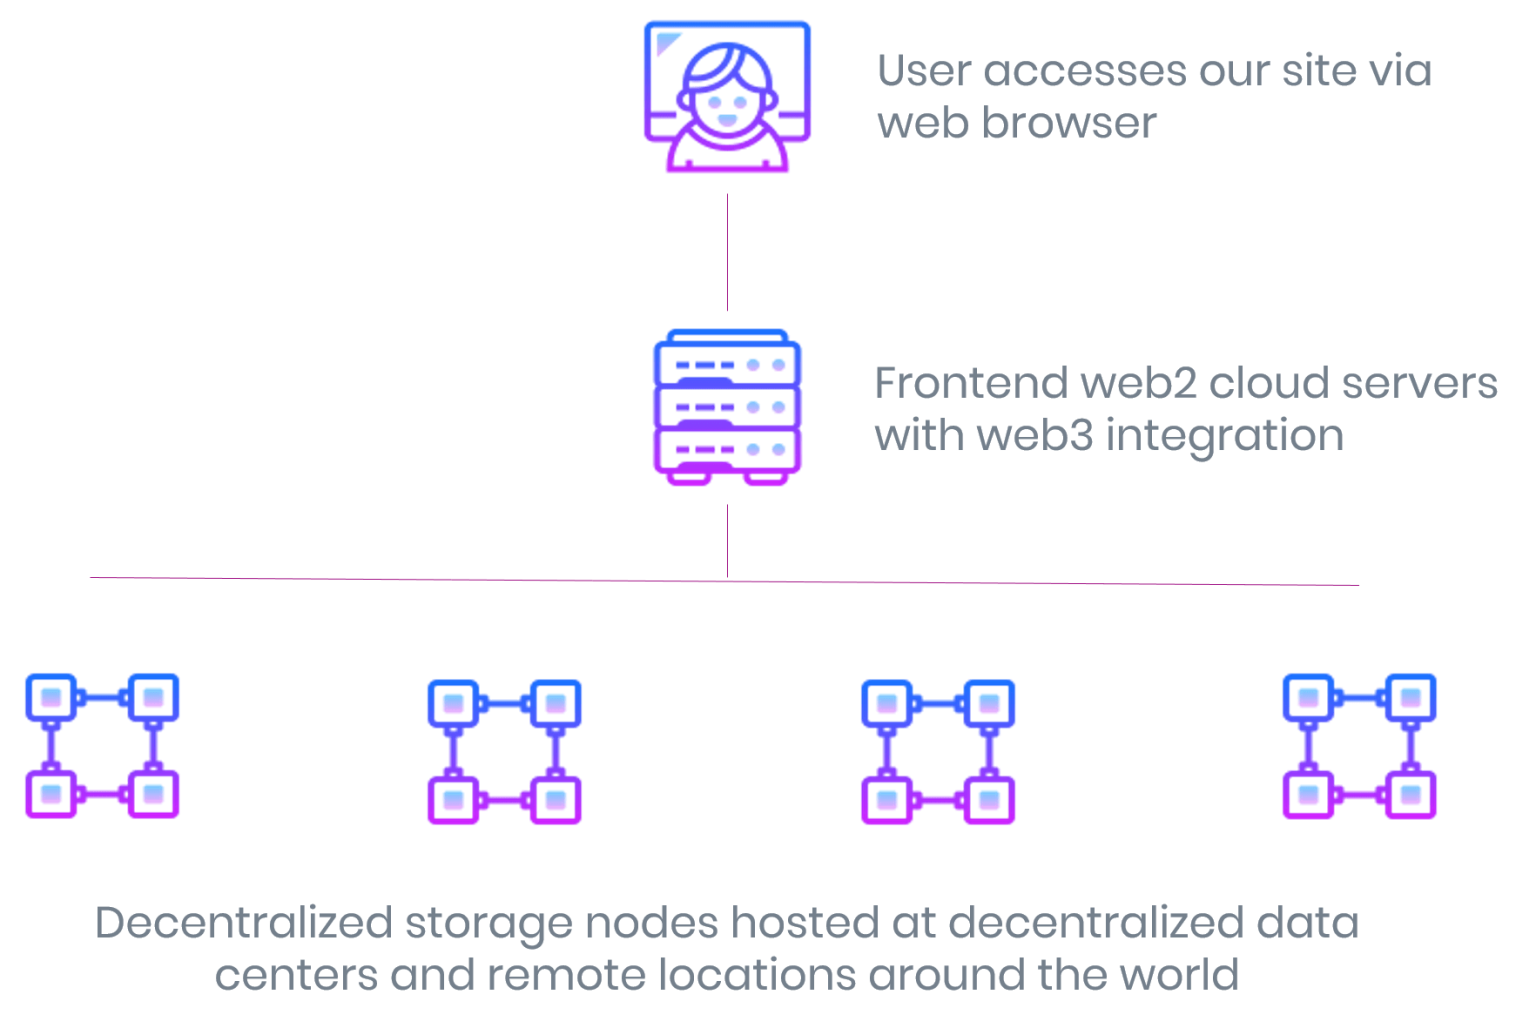 User accesses our site via
web browser
Frontend web2 cloud servers
with web3 integration
Decentralized storage nodes hosted at decentralized data
centers and remote locations around the world